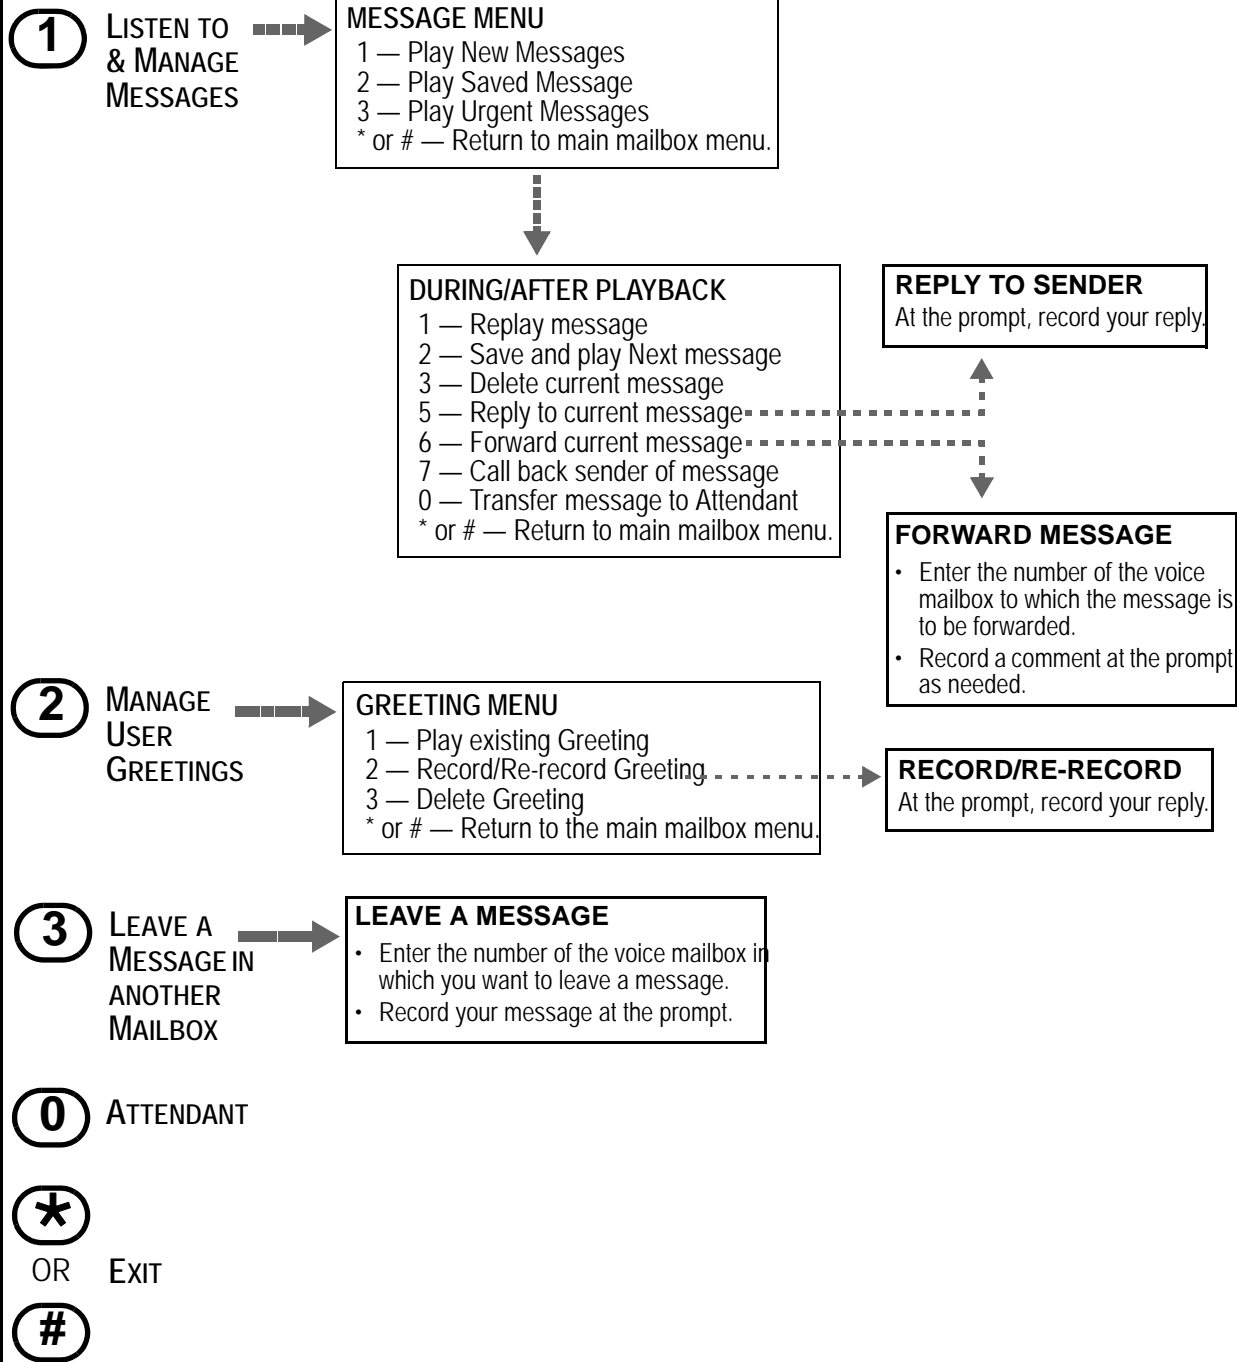 1
LISTEN TO
& MANAGE
MESSAGES
MESSAGE MENU
1 — Play New Messages
2 — Play Saved Message
3 — Play Urgent Messages
* or # — Return to main mailbox menu.
DURING/AFTER PLAYBACK
1 — Replay message
2 — Save and play Next message
3 — Delete current message
5 — Reply to current message
6 — Forward current message
7 — Call back sender of message
0 — Transfer message to Attendant
* or # — Return to main mailbox menu.
REPLY TO SENDER
At the prompt, record your reply.
FORWARD MESSAGE
• Enter the number of the voice
mailbox to which the message is
to be forwarded.
• Record a comment at the prompt
as needed.
2
MANAGE
USER
GREETINGS
GREETING MENU
1 — Play existing Greeting
2 — Record/Re-record Greeting
3 — Delete Greeting
* or # — Return to the main mailbox menu.
RECORD/RE-RECORD
At the prompt, record your reply.
3
LEAVE A
MESSAGE IN
ANOTHER
MAILBOX
LEAVE A MESSAGE
• Enter the number of the voice mailbox in
which you want to leave a message.
• Record your message at the prompt.
0
ATTENDANT
*
OR
EXIT
#